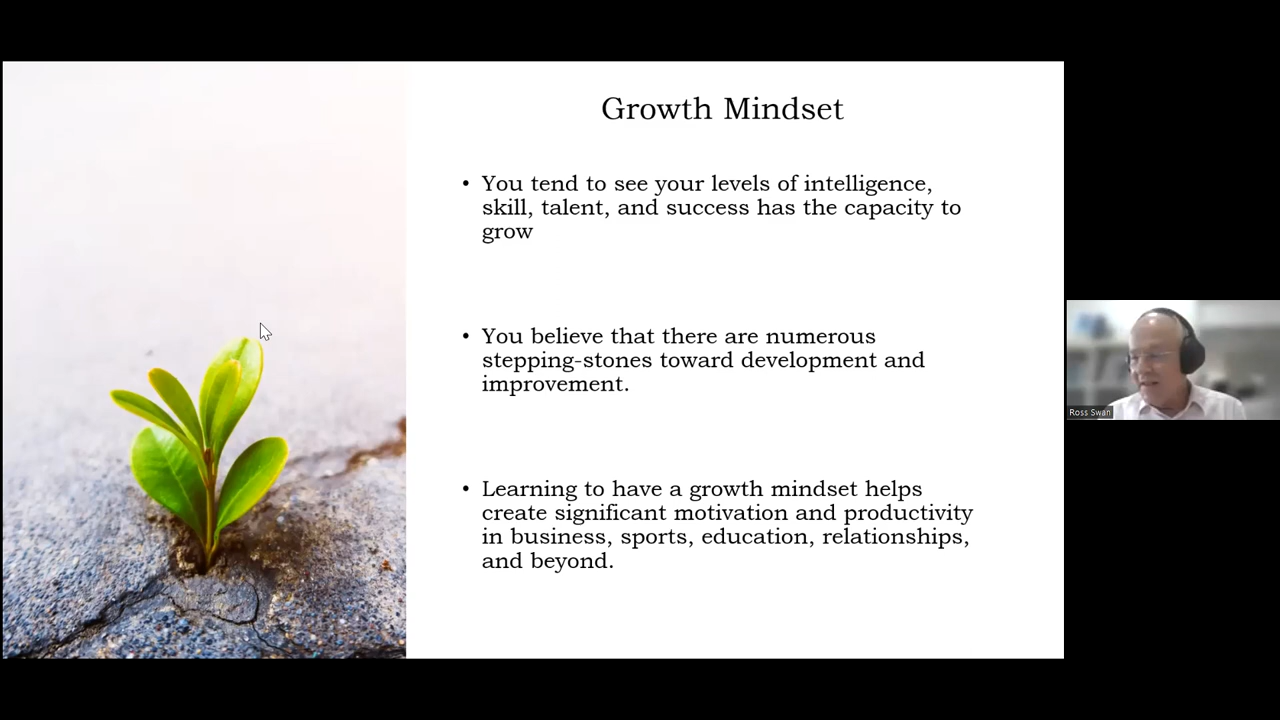 Growth Mindset
• You tend to see your levels of intelligence,
skill, talent, and success has the capacity to
grow
• You believe that there are numerous
stepping-stones toward development and
improvement.
• Learning to have a growth mindset helps
create significant motivation and productivity
in business, sports, education, relationships,
and beyond.
Ross Swan